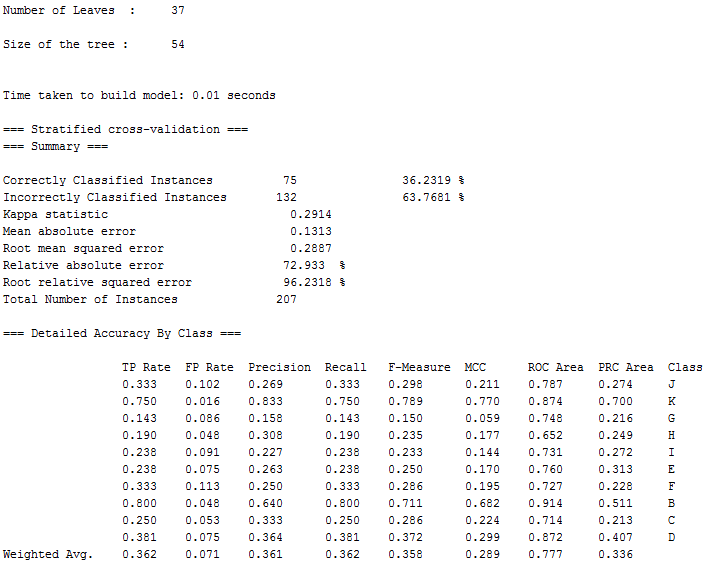 Number of Leaves  :     37
Size of the tree :      54
Time taken to build model: 0.01 seconds
=== Stratified cross-validation ===
=== Summary ===
Correctly Classified Instances          75               36.2319 %
Incorrectly Classified Instances       132               63.7681 %
Kappa statistic                          0.2914
Mean absolute error                      0.1313
Root mean squared error                  0.2887
Relative absolute error                 72.933  %
Root relative squared error             96.2318 %
Total Number of Instances              207
=== Detailed Accuracy By Class ===
                 TP Rate  FP Rate  Precision  Recall   F-Measure  MCC      ROC Area  PRC Area  Class
                 0.333    0.102    0.269      0.333    0.298      0.211    0.787     0.274     J
                 0.750    0.016    0.833      0.750    0.789      0.770    0.874     0.700     K
                 0.143    0.086    0.158      0.143    0.150      0.059    0.748     0.216     G
                 0.190    0.048    0.308      0.190    0.235      0.177    0.652     0.249     H
                 0.238    0.091    0.227      0.238    0.233      0.144    0.731     0.272     I
                 0.238    0.075    0.263      0.238    0.250      0.170    0.760     0.313     E
                 0.333    0.113    0.250      0.333    0.286      0.195    0.727     0.228     F
                 0.800    0.048    0.640      0.800    0.711      0.682    0.914     0.511     B
                 0.250    0.053    0.333      0.250    0.286      0.224    0.714     0.213     C
                 0.381    0.075    0.364      0.381    0.372      0.299    0.872     0.407     D
Weighted Avg.    0.362    0.071    0.361      0.362    0.358      0.289    0.777     0.336